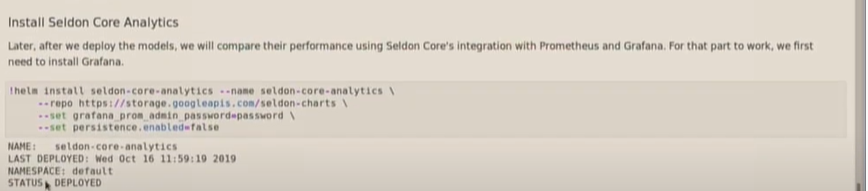 Install Seldon Core Analytics
Later, after we deploy the models, we will compare their performance using Seldon Core's integration with Prometheus and Grafana. For that part to work, we first
need to install Grafana.
!helm install seldon-core-analytics --name seldon-core-analytics \
--repo https://storage.googleapis.com/seldon-charts \
--set grafana_prom_admin_password=password \
--set persistence.enabled=false
NAME: seldon-core-analytics
LAST DEPLOYED: Wed Oct 16 11:59:19 2019
NAMESPACE: default
STATUS: DEPLOYED